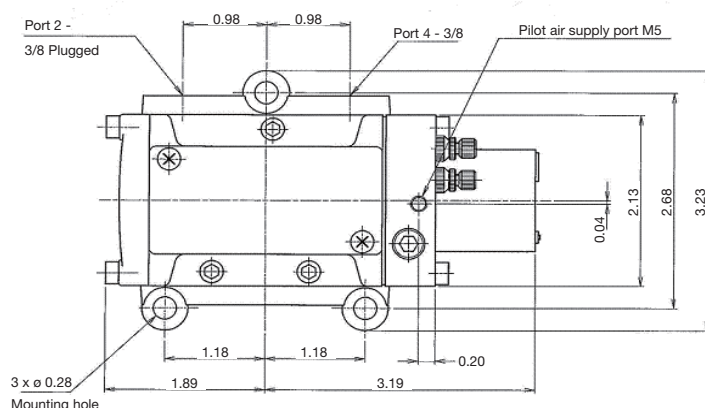 Port 2 -
3/8 Plugged
0.98
0.98
Port 4 - 3/8
Pilot air supply port M5
0.04
2.13
2.68
3.23
1.18
1.18
0.20
1.89
3.19
3 x ø 0.28
Mounting hole